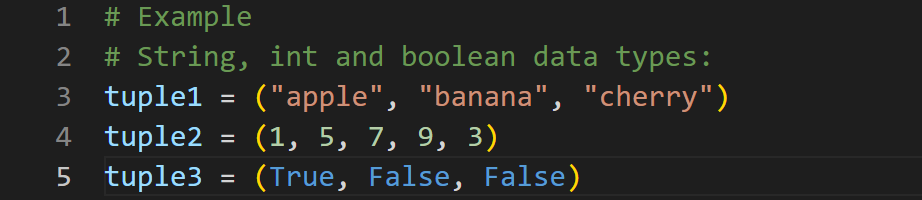 1 # Example
2 # String, int and boolean data types:
3 tuple1 = ("apple", "banana", "cherry")
4 tuple2 = (1, 5, 7, 9, 3)
5 tuple3 = (True, False, False)